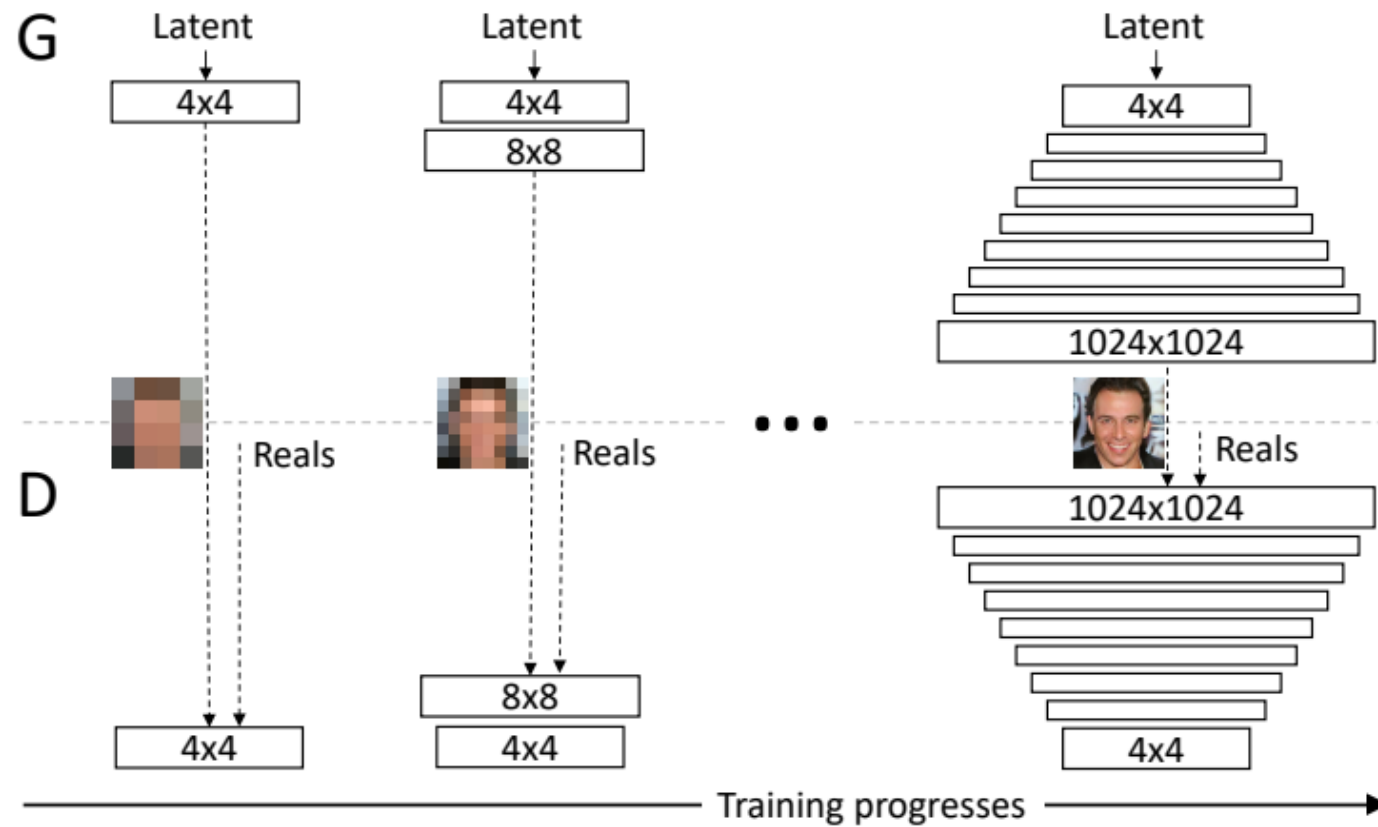 G
Latent
Latent
Latent
4x4
4x4
4x4
8x8
1024x1024
Reals
Reals
Reals
D
1024x1024
8x8
4x4
4x4
4x4
Training progresses